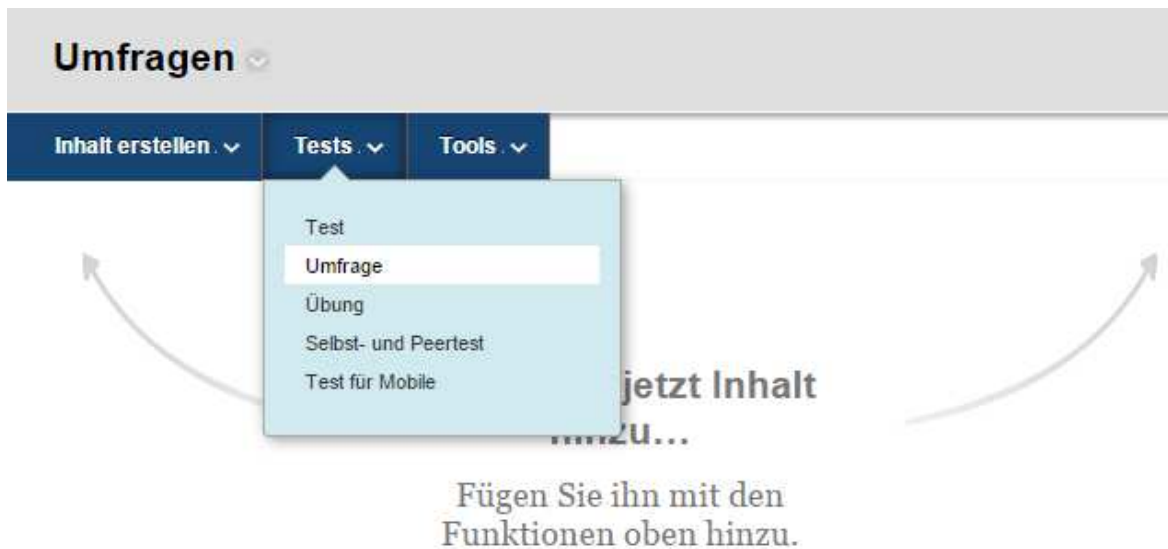 Umfragen
Inhalt erstellen Tests Tools
Test
Umfrage
Übung
Selbst- und Peertest
Test für Mobile
jetzt Inhalt
Fügen Sie ihn mit den
Funktionen oben hinzu.